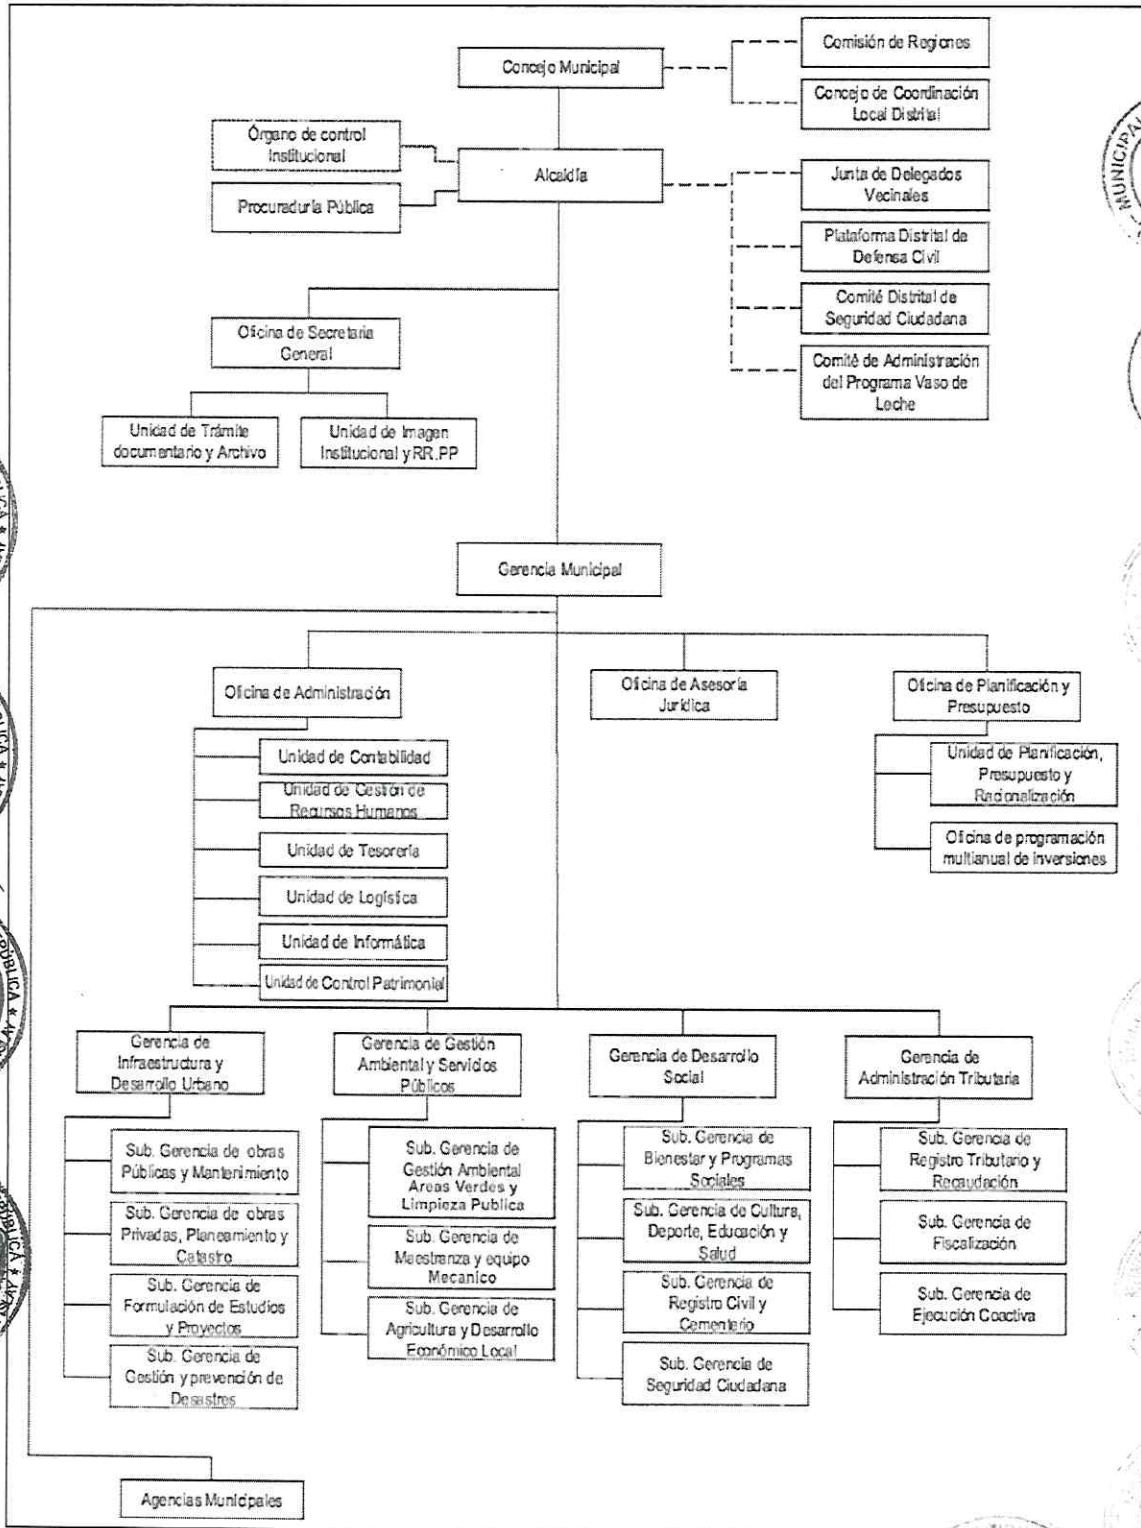 Concejo Municipal
Comisión de Regiones
Concejo de Coordinación
Local Distrital
Órgano de control
Institucional
Procuraduría Pública
Alcaldía
Junta de Delegados
Vecinales
Plataforma Distrital de
Defensa Civil
Comité Distrital de
Seguridad Ciudadana
Comité de Administración
del Programa Vaso de
Leche
Oficina de Secretaria
General
Unidad de Trámite
documentario y Archivo
Unidad de Imagen
Institucional y RR.PP
Gerencia Municipal
Oficina de Administración
Oficina de Asesoría
Jurídica
Oficina de Planificación y
Presupuesto
Unidad de Contabilidad
Unidad de Gestión de
Recursos Humanos
Unidad de Tesorería
Unidad de Logística
Unidad de Informática
Unidad de Control Patrimonial
Unidad de Planificación,
Presupuesto y
Racionalización
Oficina de programación
multianual de inversiones
Gerencia de
Infraestructura y
Desarrollo Urbano
Gerencia de Gestión
Ambiental y Servicios
Públicos
Gerencia de Desarrollo
Social
Gerencia de
Administración Tributaria
Sub. Gerencia de obras
Públicas y Mantenimiento
Sub. Gerencia de obras
Privadas, Planeamiento y
Catastro
Sub. Gerencia de
Formulación de Estudios
y Proyectos
Sub. Gerencia de
Gestión y prevención de
Desastres
Sub. Gerencia de
Gestión Ambiental
Areas Verdes y
Limpieza Publica
Sub. Gerencia de
Maestranza y equipo
Mecanico
Sub. Gerencia de
Agricultura y Desarrollo
Económico Local
Sub. Gerencia de
Bienestar y Programas
Sociales
Sub. Gerencia de Cultura,
Deporte, Educación y
Salud
Sub. Gerencia de
Registro Civil y
Cementerio
Sub. Gerencia de
Seguridad Ciudadana
Sub. Gerencia de
Registro Tributario y
Recaudación
Sub. Gerencia de
Fiscalización
Sub. Gerencia de
Ejecución Coactiva
Agencias Municipales